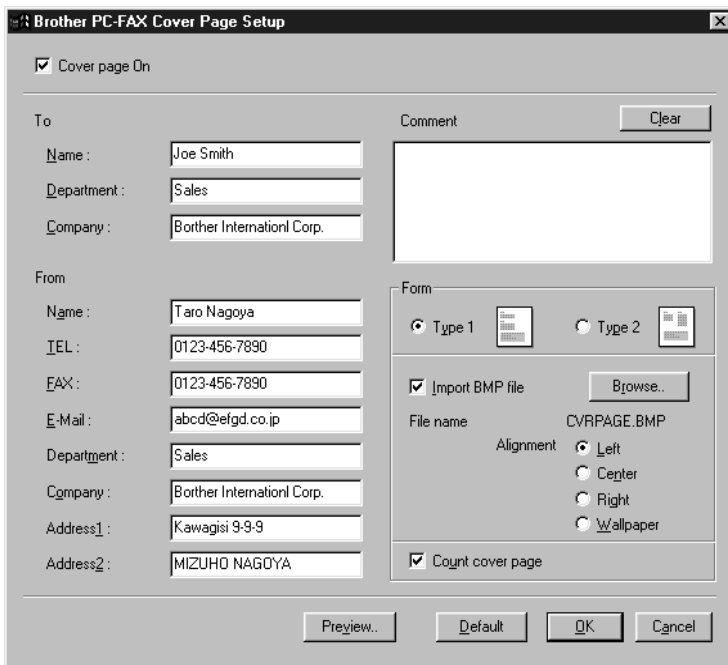 Brother PC-FAX Cover Page Setup
Cover page On
To
Name : Joe Smith
Department : Sales
Company : Borther Internationl Corp.
From
Name : Taro Nagoya
TEL : 0123-456-7890
FAX : 0123-456-7890
E-Mail : abcd@efgd.co.jp
Department : Sales
Company : Borther Internationl Corp.
Address1 : Kawagisi 9-9-9
Address2 : MIZUHO NAGOYA
Comment Clear
Form
Type 1 Type 2
Import BMP file Browse..
File name CVRPAGE.BMP
Alignment Left
Center
Right
Wallpaper
Count cover page
Preview.. Default OK Cancel